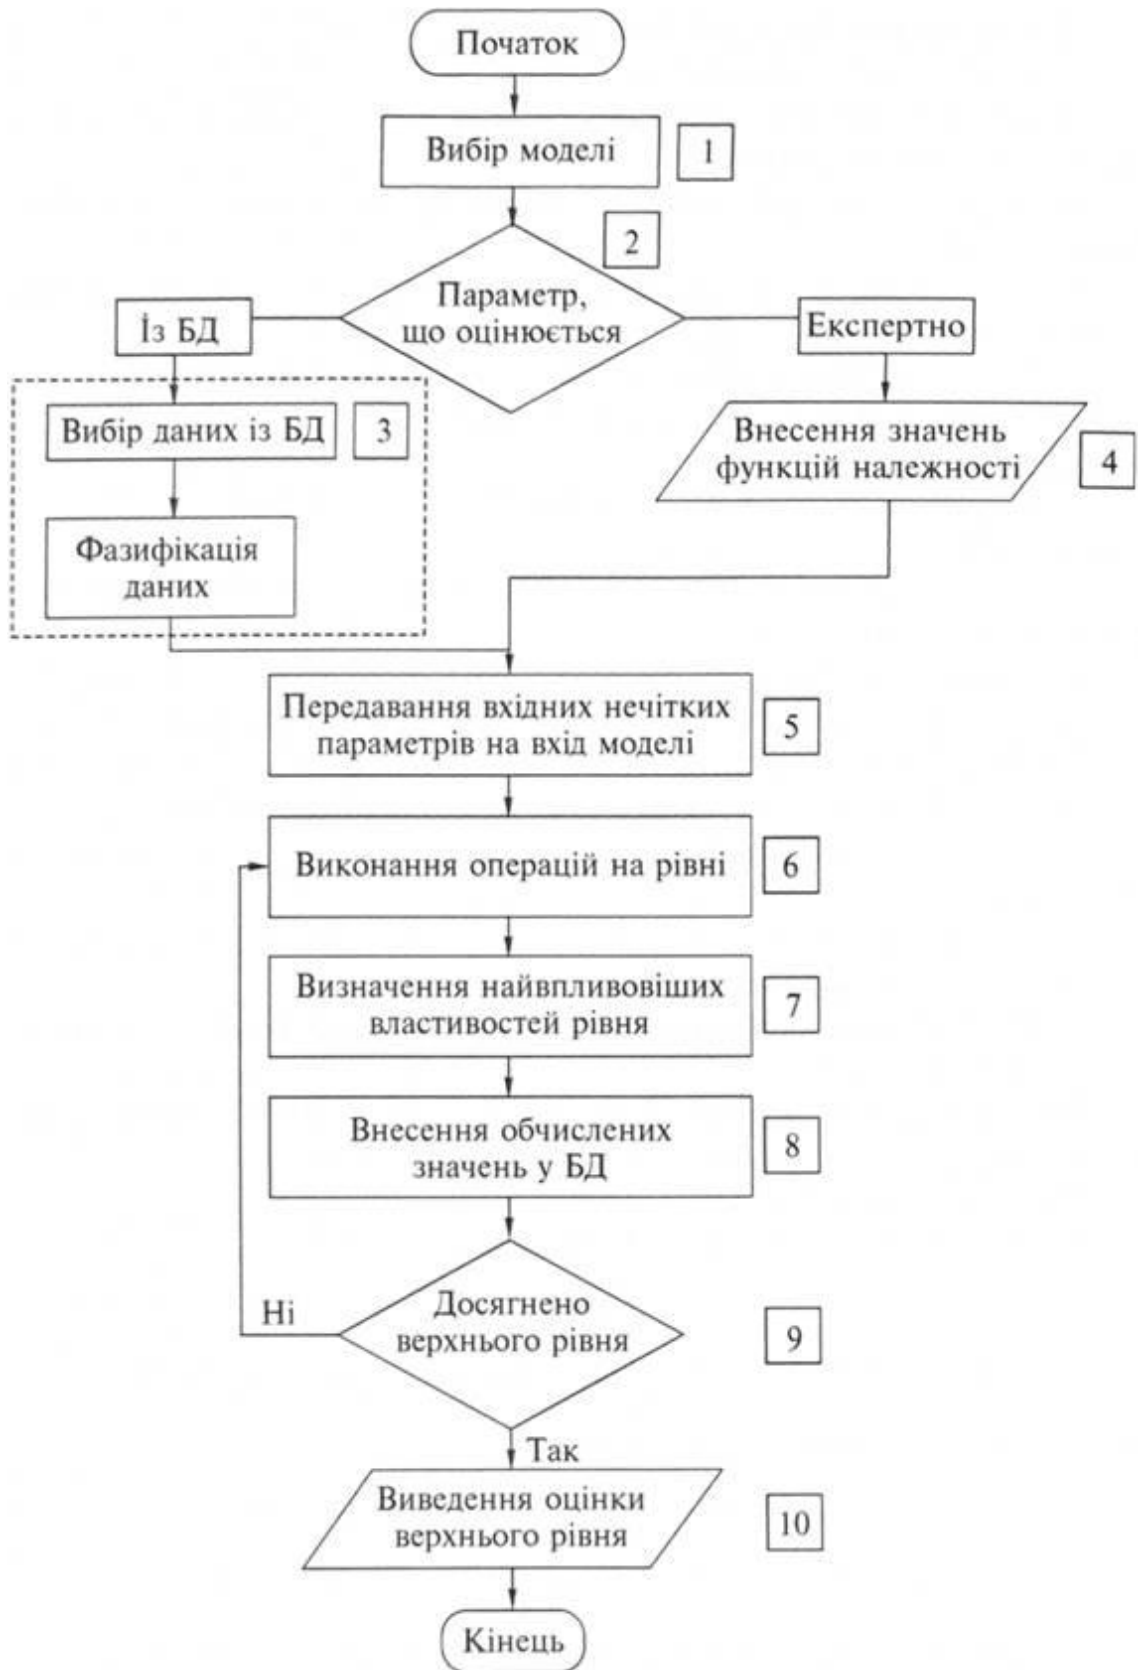 Початок
Вибір моделі
1
2
Параметр,
що оцінюється
Із БД
Експертно
Вибір даних із БД
3
Внесення значень
функцій належності
4
Фазифікація
даних
Передавання вхідних нечітких
параметрів на вхід моделі
5
Виконання операцій на рівні
6
Визначення найвпливовіших
властивостей рівня
7
Внесення обчислених
значень у БД
8
Досягнено
верхнього рівня
9
Ні
Так
Виведення оцінки
верхнього рівня
10
Кінець